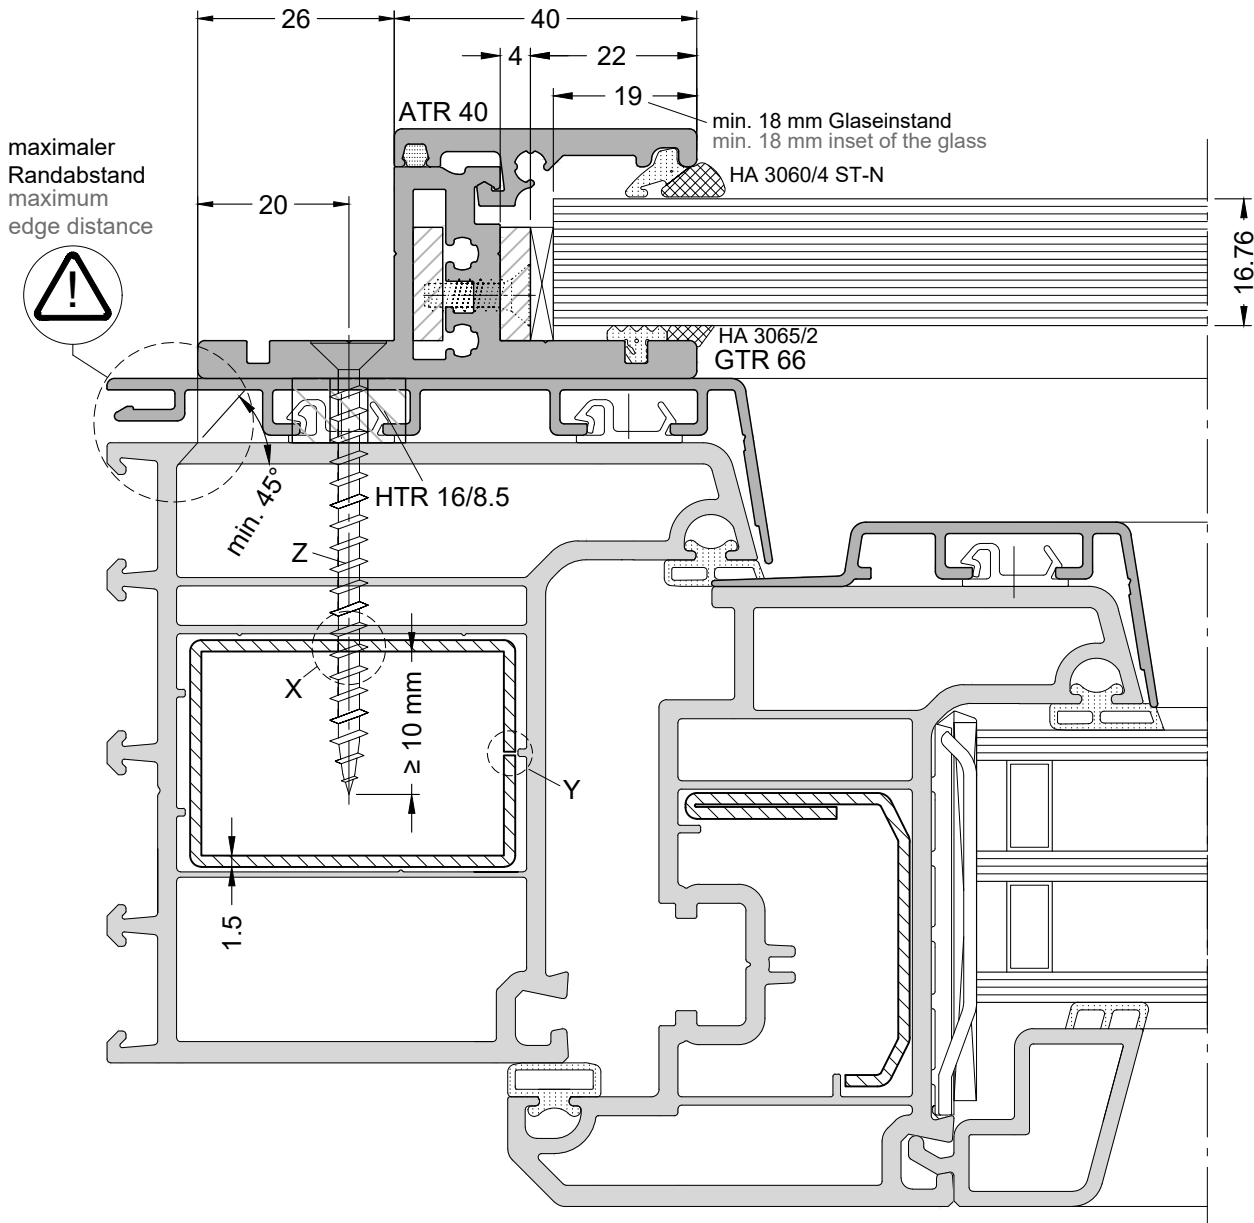 26
40
4
22
19
ATR 40
min. 18 mm Glaseinstand
min. 18 mm inset of the glass
maximaler
Randabstand
maximum
edge distance
HA 3060/4 ST-N
20
16.76
!
HA 3065/2
GTR 66
min. 45°
HTR 16/8.5
Z
X
≥ 10 mm
Y
1.5